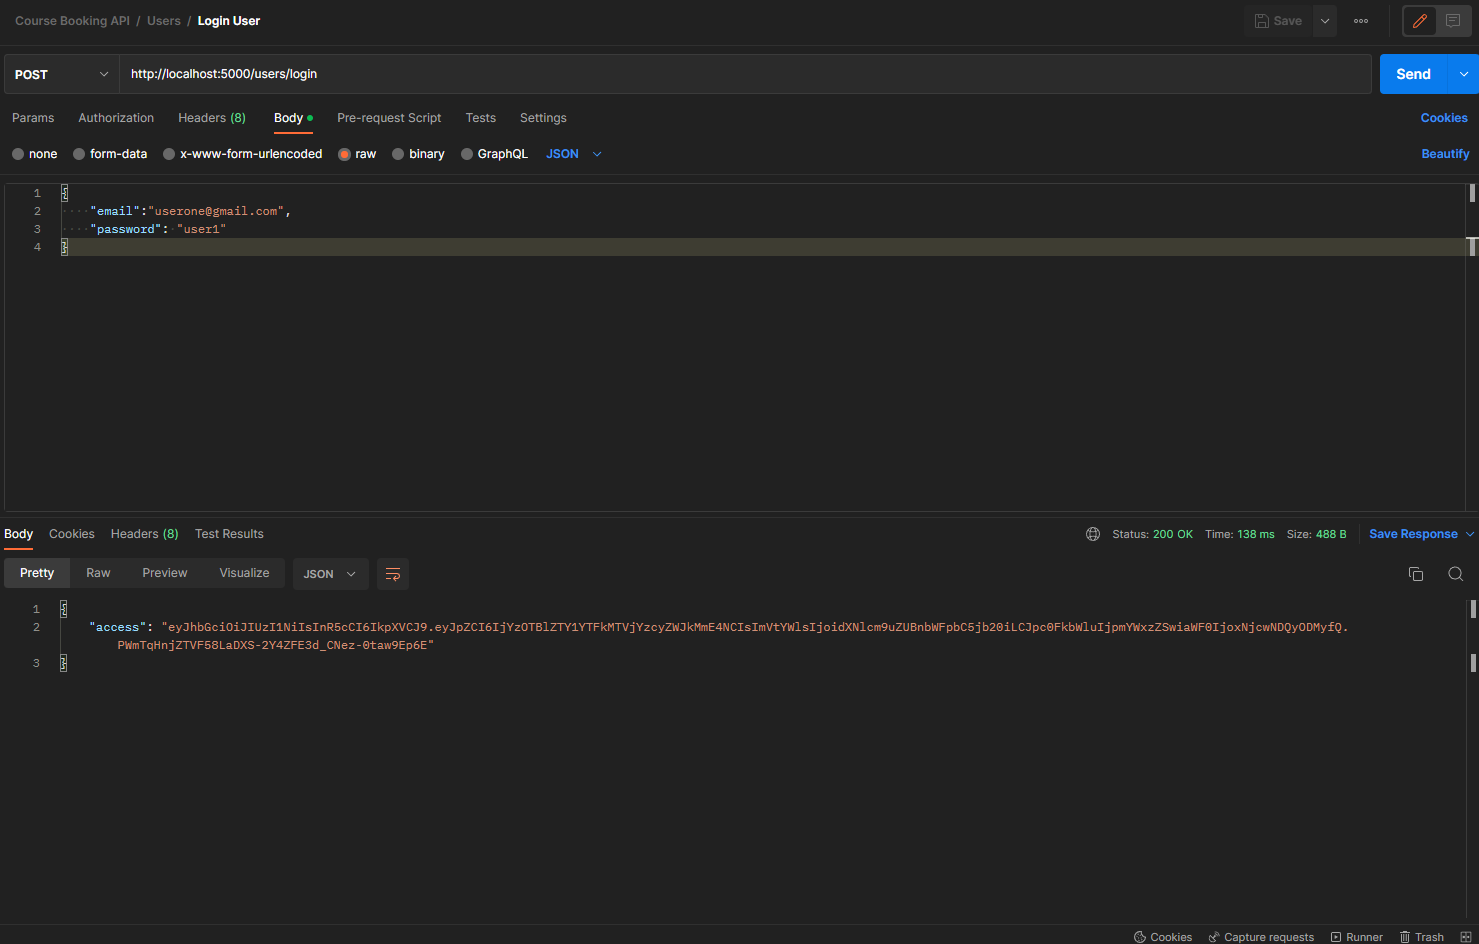 Course Booking API / Users / Login User
Save
POST
http://localhost:5000/users/login
Send
Params Authorization Headers (8) Body Pre-request Script Tests Settings
Cookies
none form-data x-www-form-urlencoded raw binary GraphQL JSON
Beautify
1 {
2 ····"email":"userone@gmail.com",
3 ····"password":·"user1"
4 }
Body Cookies Headers (8) Test Results
Status: 200 OK Time: 138 ms Size: 488 B Save Response
Pretty Raw Preview Visualize JSON
1 {
2 "access": "eyJhbGciOiJIUzI1NiIsInR5cCI6IkpXVCJ9.eyJpZCI6IjYzOTBlZTY1YTFkMTVjYzcyZWJkMmE4NCIsImVtYWlsIjoidXNlcm9uZUBnbWFpbC5jb20iLCJpc0FkbWluIjpmYWxzZSwiaWF0IjoxNjcwNDQyODMyfQ.
PWmTqHnjZTVF58LaDXS-2Y4ZFE3d_CNez-0taw9Ep6E"
3 }
Cookies Capture requests Runner Trash